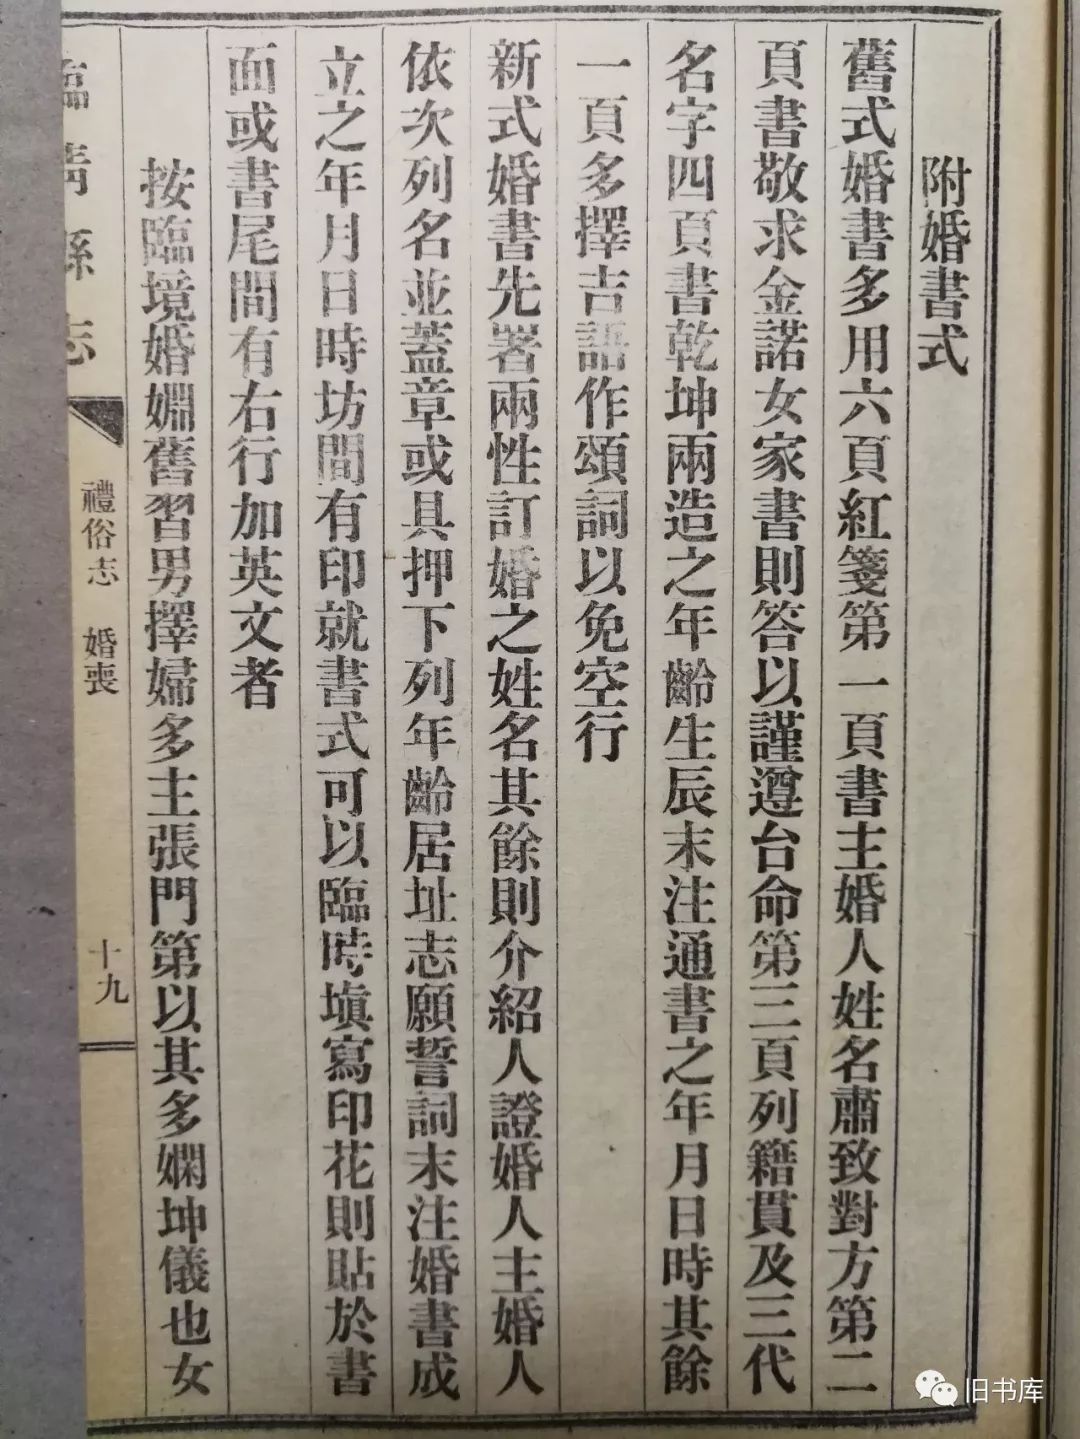 附婚書式
舊式婚書多用六頁紅箋第一頁書主婚人姓名肅致對方第二
頁書敬求金諾女家書則答以謹遵台命第三頁列籍貫及三代
名字四頁書乾坤兩造之年齡生辰末注通書之年月日時其餘
一頁多擇吉語作頌詞以免空行
新式婚書先署兩性訂婚之姓名其餘則介紹人證婚人主婚人
依次列名並蓋章或具押下列年齡居址志願誓詞末注婚書成
立之年月日時坊間有印就書式可以臨時塡寫印花則貼於書
面或書尾間有右行加英文者
按臨境婚婣舊習男擇婦多主張門第以其多嫻坤儀也女
臨淸縣志
禮俗志 婚喪
十九
旧书库